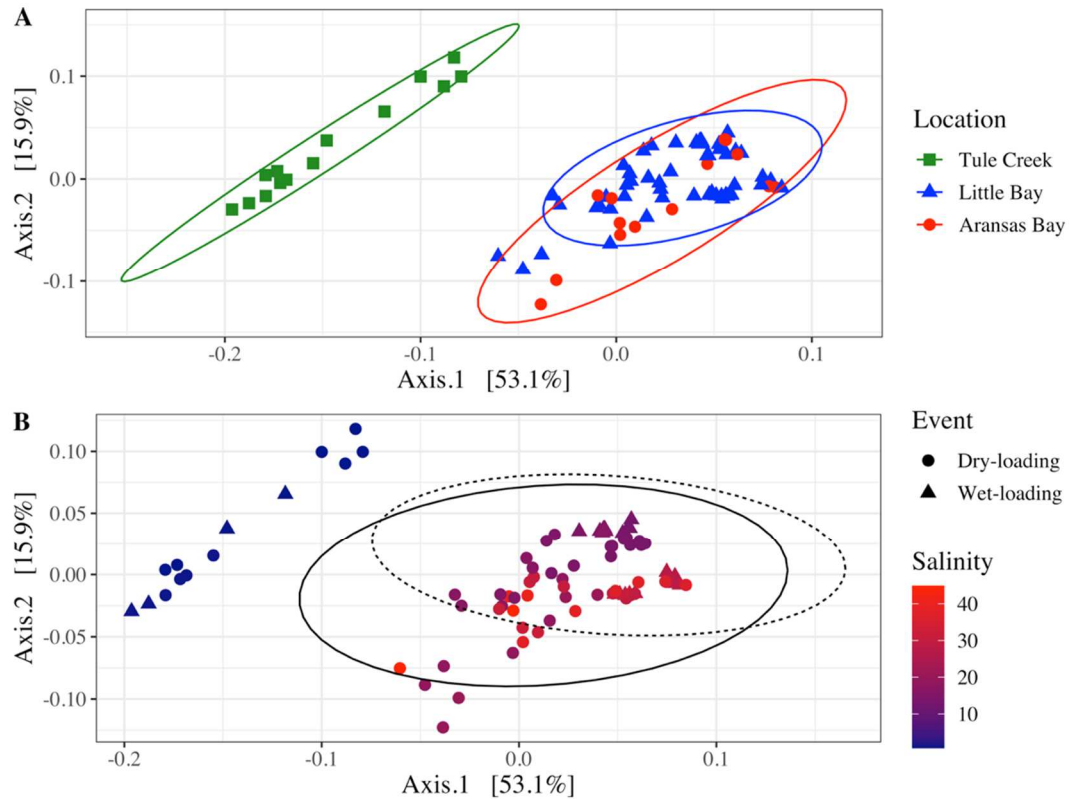 A
Axis.2 [15.9%]
0.1
0.0
-0.1
-0.2
-0.1
0.0
0.1
Axis.1 [53.1%]
Location
Tule Creek
Little Bay
Aransas Bay
B
Axis.2 [15.9%]
0.10
0.05
0.00
-0.05
-0.10
-0.2
-0.1
0.0
0.1
Axis.1 [53.1%]
Event
Dry-loading
Wet-loading
Salinity
40
30
20
10